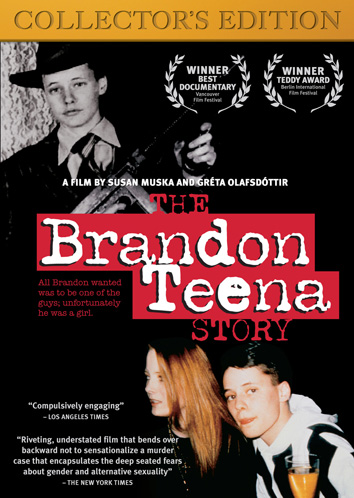 COLLECTOR'S EDITION
WINNER
BEST
DOCUMENTARY
Vancouver
Film Festival
WINNER
TEDDY AWARD
Berlin International
Film Festival
A FILM BY SUSAN MUSKA AND GRÉTA OLAFSDÓTTIR
THE
Brandon
Teena
STORY
All Brandon wanted
was to be one of the
guys; unfortunately
he was a girl.
"Compulsively engaging"
– LOS ANGELES TIMES
"Riveting, understated film that bends over
backward not to sensationalize a murder
case that encapsulates the deep seated fears
about gender and alternative sexuality"
– THE NEW YORK TIMES